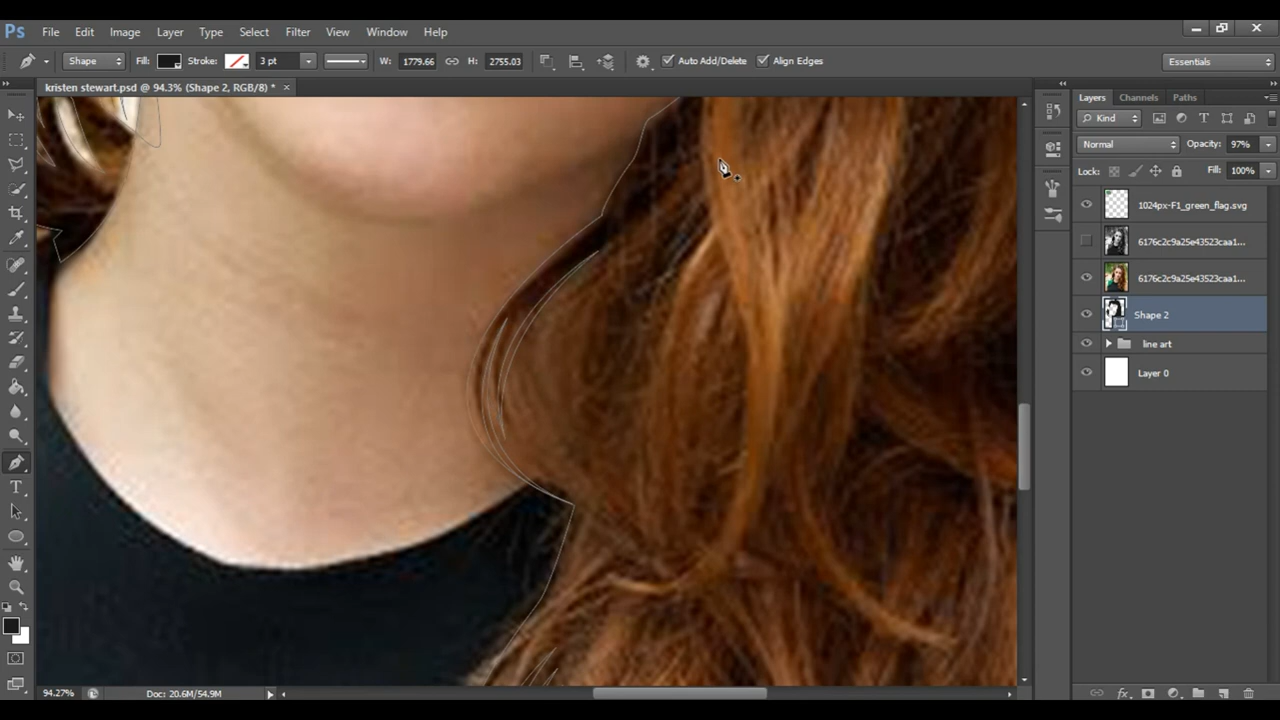 Ps File Edit Image Layer Type Select Filter View Window Help
Shape Fill: Stroke: 3 pt W: 1779.66 H: 2755.03 Auto Add/Delete Align Edges Essentials
kristen stewart.psd @ 94.3% (Shape 2, RGB/8) * ×
Layers Channels Paths
Kind
Normal Opacity: 97%
Lock: Fill: 100%
1024px-F1_green_flag.svg
6176c2c9a25e43523caa1...
6176c2c9a25e43523caa1...
Shape 2
line art
Layer 0
94.27% Doc: 20.6M/54.9M